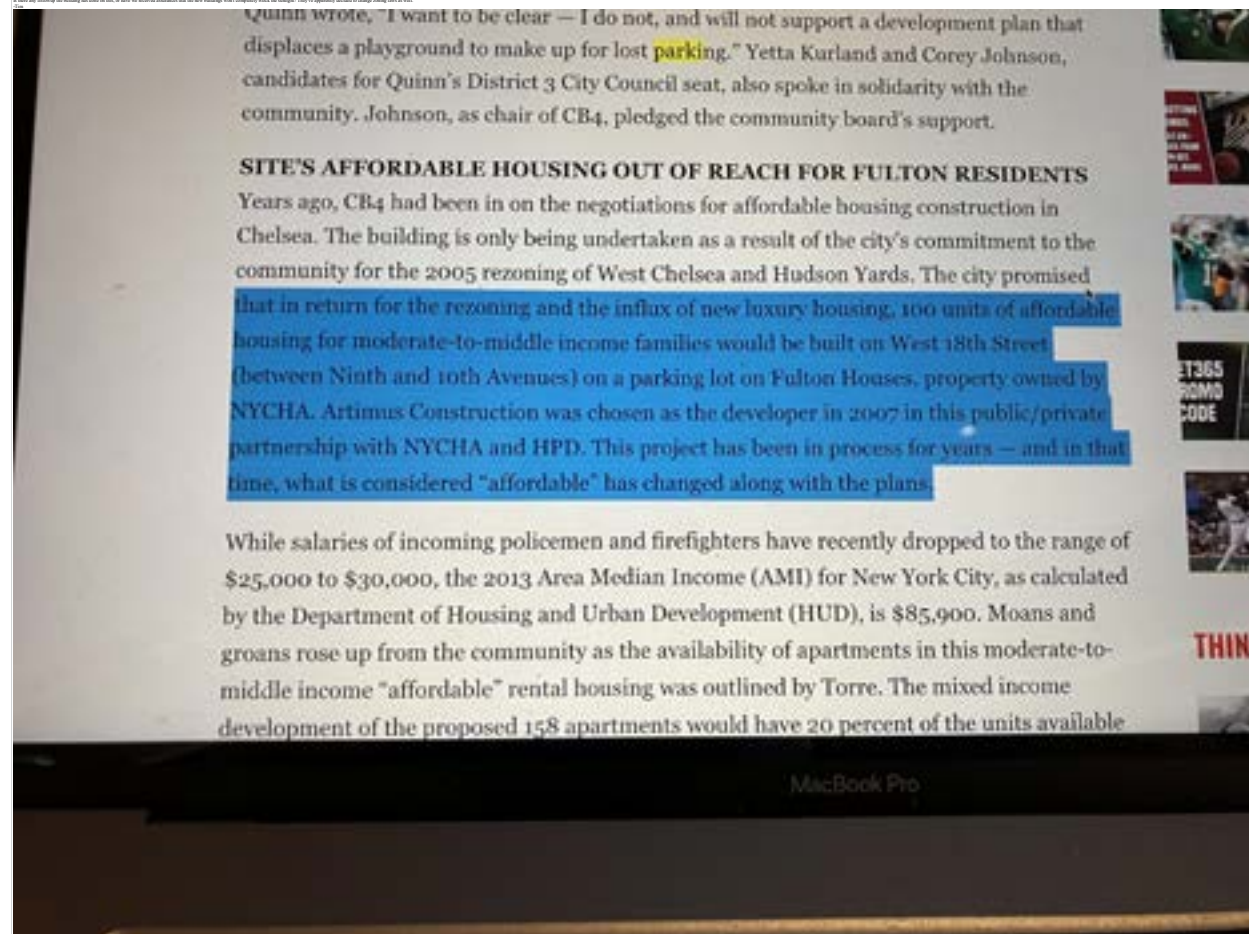 Quinn wrote, "I want to be clear — I do not, and will not support a development plan that
displaces a playground to make up for lost parking." Yetta Kurland and Corey Johnson,
candidates for Quinn's District 3 City Council seat, also spoke in solidarity with the
community. Johnson, as chair of CB4, pledged the community board's support.
SITE'S AFFORDABLE HOUSING OUT OF REACH FOR FULTON RESIDENTS
Years ago, CB4 had been in on the negotiations for affordable housing construction in
Chelsea. The building is only being undertaken as a result of the city's commitment to the
community for the 2005 rezoning of West Chelsea and Hudson Yards. The city promised
that in return for the rezoning and the influx of new luxury housing, 100 units of affordable
housing for moderate-to-middle income families would be built on West 18th Street
(between Ninth and 10th Avenues) on a parking lot on Fulton Houses, property owned by
NYCHA. Artimus Construction was chosen as the developer in 2007 in this public/private
partnership with NYCHA and HPD. This project has been in process for years — and in that
time, what is considered "affordable" has changed along with the plans.
While salaries of incoming policemen and firefighters have recently dropped to the range of
$25,000 to $30,000, the 2013 Area Median Income (AMI) for New York City, as calculated
by the Department of Housing and Urban Development (HUD), is $85,900. Moans and
groans rose up from the community as the availability of apartments in this moderate-to-
middle income "affordable" rental housing was outlined by Torre. The mixed income
development of the proposed 158 apartments would have 20 percent of the units available
ET365
ROMO
CODE
THIN
MacBook Pro